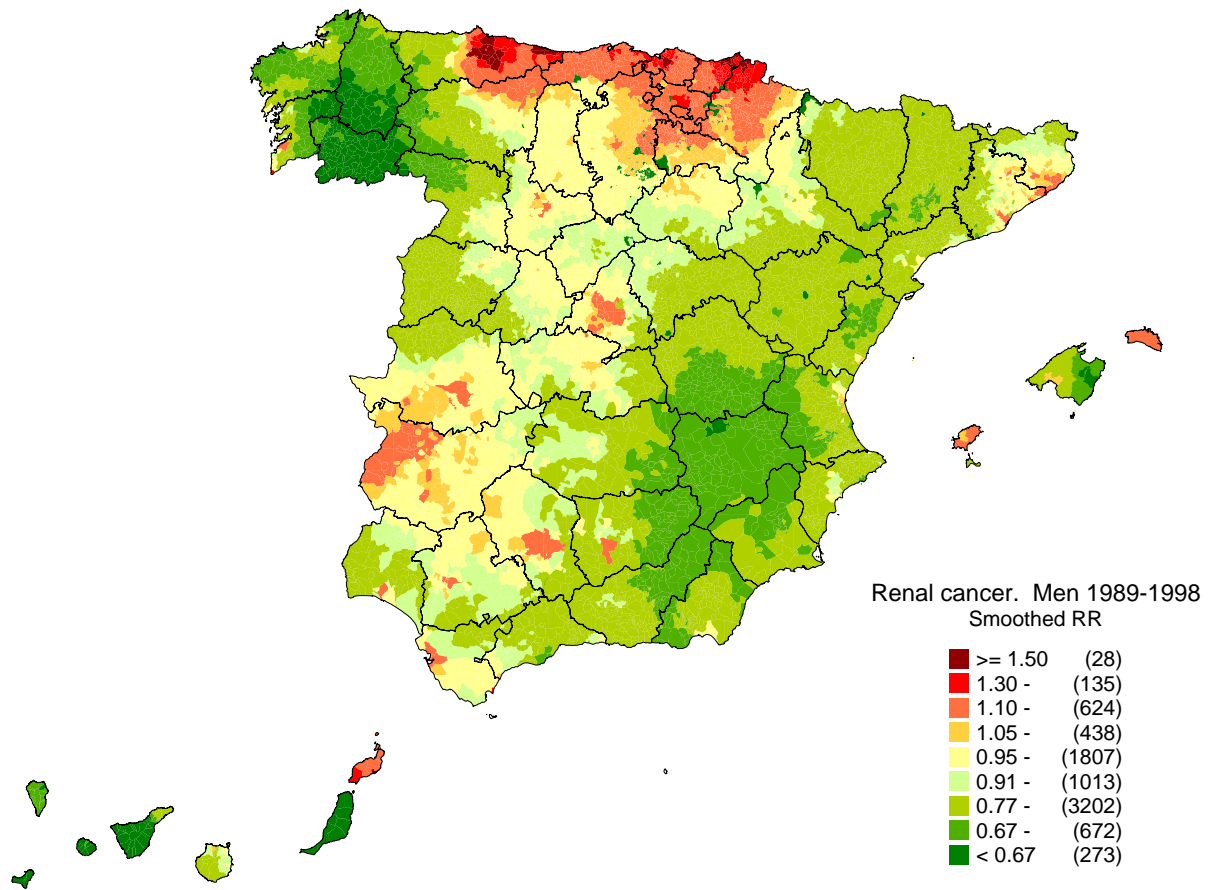 Renal cancer. Men 1989-1998
Smoothed RR
>= 1.50 (28)
1.30 - (135)
1.10 - (624)
1.05 - (438)
0.95 - (1807)
0.91 - (1013)
0.77 - (3202)
0.67 - (672)
< 0.67 (273)